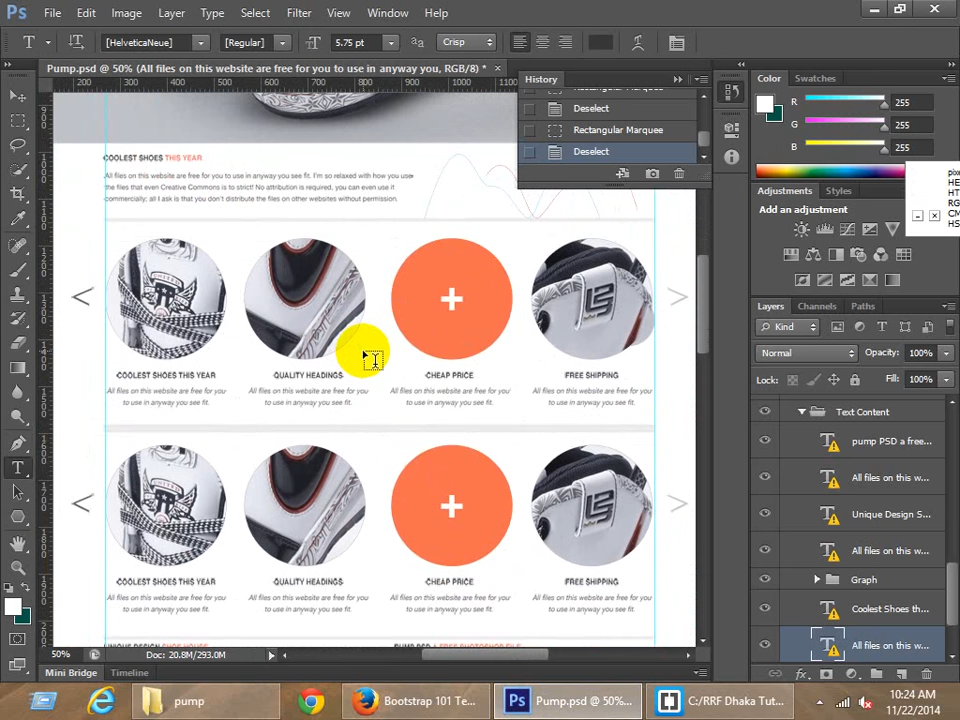 Ps File Edit Image Layer Type Select Filter View Window Help
T [HelveticaNeue] [Regular] 5.75 pt aa Crisp
Pump.psd @ 50% (All files on this website are free for you to use in anyway you, RGB/8) * ×
200 300 400 500 600 700 800 900 1000 1100
History
Deselect
Rectangular Marquee
Deselect
Color Swatches
R 255
G 255
B 255
Adjustments Styles
Add an adjustment
COOLEST SHOES THIS YEAR
All files on this website are free for you to use in anyway you see fit. I'm so relaxed with how you use
the files that even Creative Commons is to strict! No attribution is required, you can even use it
commercialy; all I ask is that you don't distribute the files on other websites without permission.
< + >
COOLEST SHOES THIS YEAR QUALITY HEADINGS CHEAP PRICE FREE SHIPPING
All files on this website are free for you to use in anyway you see fit. All files on this website are free for you to use in anyway you see fit. All files on this website are free for you to use in anyway you see fit. All files on this website are free for you to use in anyway you see fit.
< + >
COOLEST SHOES THIS YEAR QUALITY HEADINGS CHEAP PRICE FREE SHIPPING
All files on this website are free for you to use in anyway you see fit. All files on this website are free for you to use in anyway you see fit. All files on this website are free for you to use in anyway you see fit. All files on this website are free for you to use in anyway you see fit.
Layers Channels Paths
Kind
Normal Opacity: 100%
Lock: Fill: 100%
Text Content
pump PSD a free...
All files on this w...
Unique Design S...
All files on this w...
Graph
Coolest Shoes th...
All files on this w...
50% Doc: 20.8M/293.0M
Mini Bridge Timeline
pump Bootstrap 101 Te... Pump.psd @ 50%... C:/RRF Dhaka Tut...
10:24 AM
11/22/2014